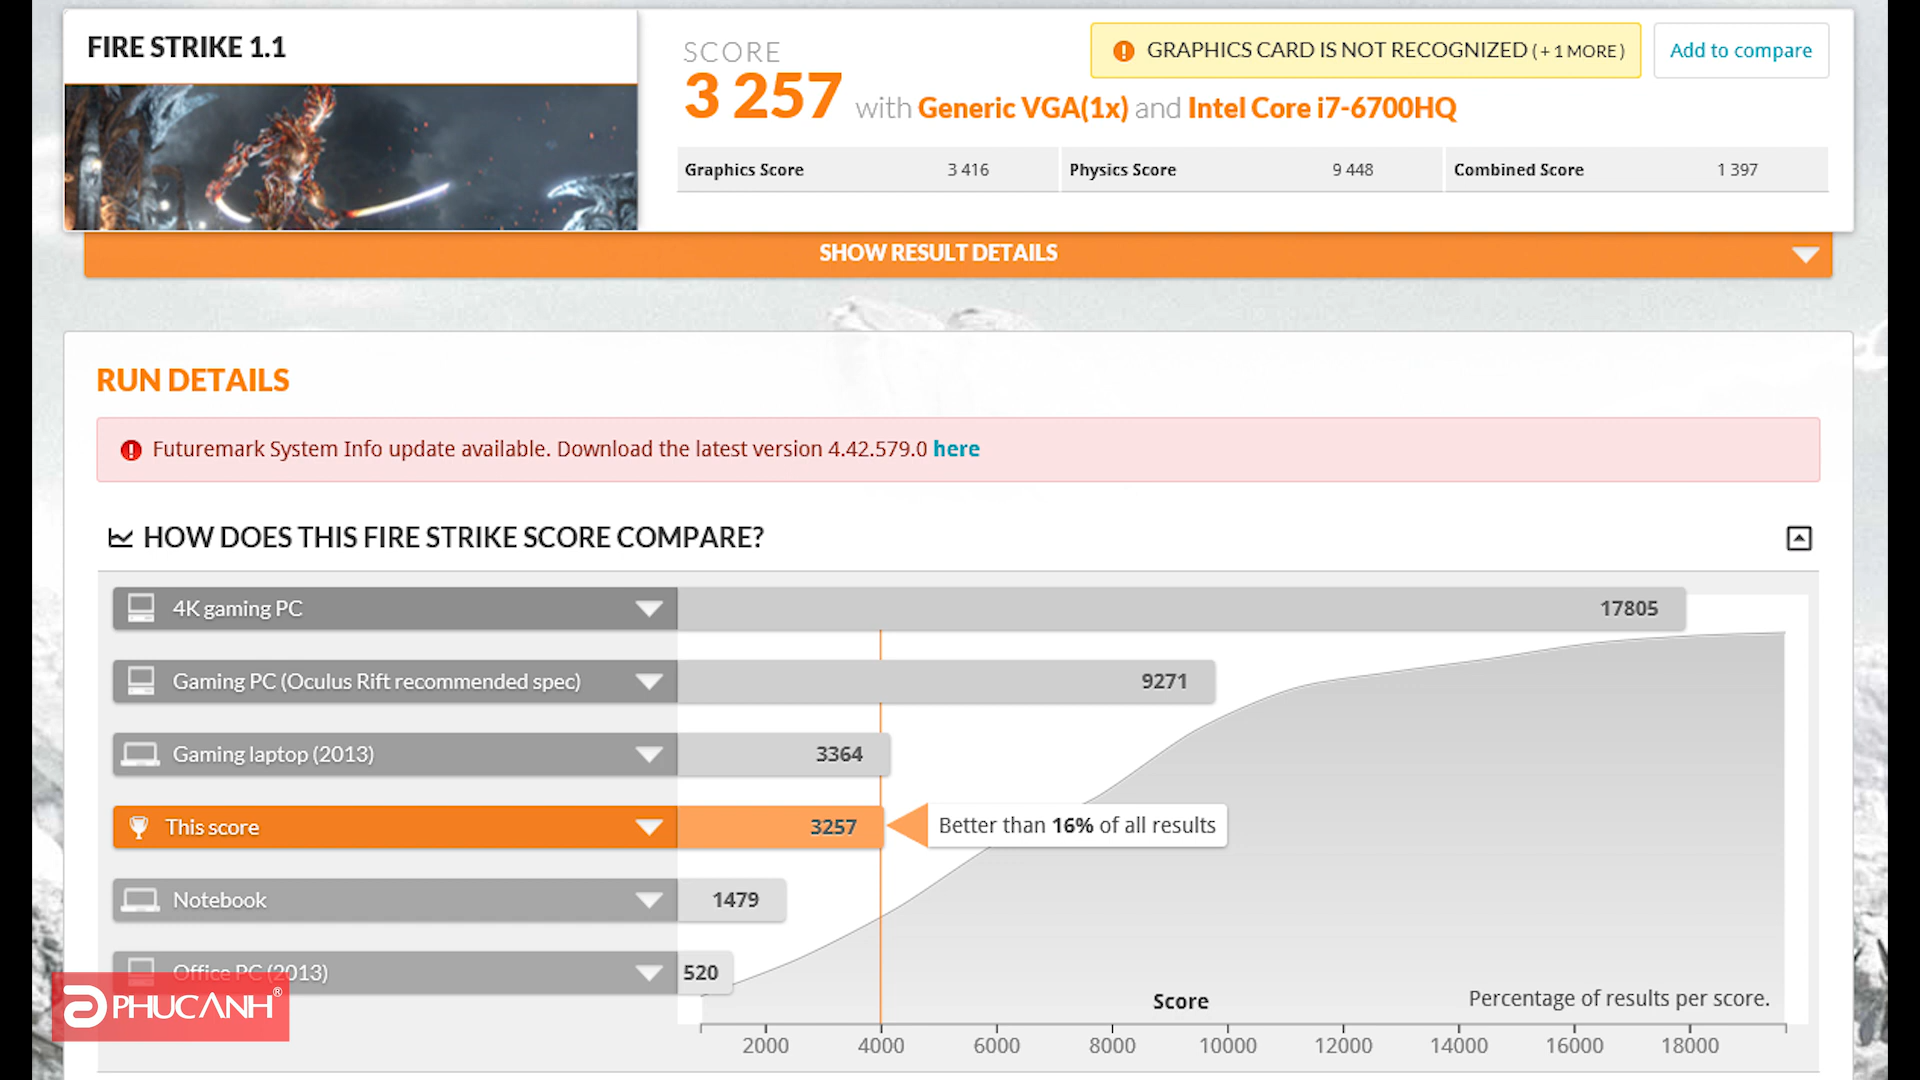 FIRE STRIKE 1.1
SCORE
3 257 with Generic VGA(1x) and Intel Core i7-6700HQ
GRAPHICS CARD IS NOT RECOGNIZED ( + 1 MORE )
Add to compare
Graphics Score 3 416 Physics Score 9 448 Combined Score 1 397
SHOW RESULT DETAILS
RUN DETAILS
Futuremark System Info update available. Download the latest version 4.42.579.0 here
HOW DOES THIS FIRE STRIKE SCORE COMPARE?
4K gaming PC 17805
Gaming PC (Oculus Rift recommended spec) 9271
Gaming laptop (2013) 3364
This score 3257 Better than 16% of all results
Notebook 1479
Office PC (2013) 520
Score
Percentage of results per score.
2000 4000 6000 8000 10000 12000 14000 16000 18000
PHUCANH®